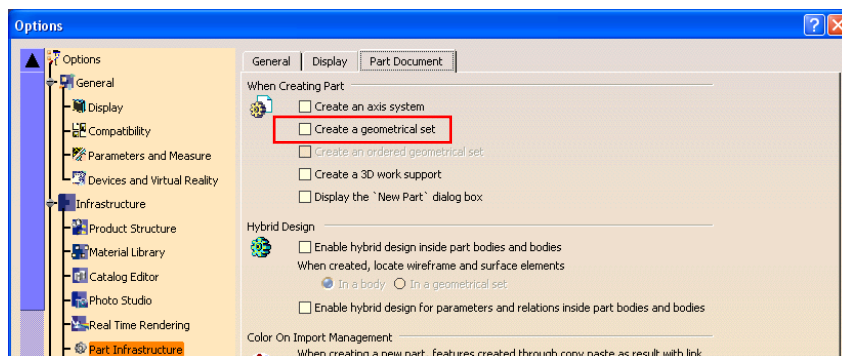 Options
Options
General
Display
Compatibility
Parameters and Measure
Devices and Virtual Reality
Infrastructure
Product Structure
Material Library
Catalog Editor
Photo Studio
Real Time Rendering
Part Infrastructure
General Display Part Document
When Creating Part
Create an axis system
Create a geometrical set
Create an ordered geometrical set
Create a 3D work support
Display the `New Part` dialog box
Hybrid Design
Enable hybrid design inside part bodies and bodies
When created, locate wireframe and surface elements
In a body In a geometrical set
Enable hybrid design for parameters and relations inside part bodies and bodies
Color On Import Management
When creating a new part, features created through copy paste as result with link